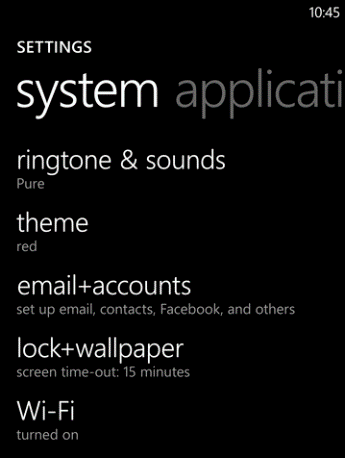 10:45
SETTINGS
system applicati
ringtone & sounds
Pure
theme
red
email+accounts
set up email, contacts, Facebook, and others
lock+wallpaper
screen time-out: 15 minutes
Wi-Fi
turned on